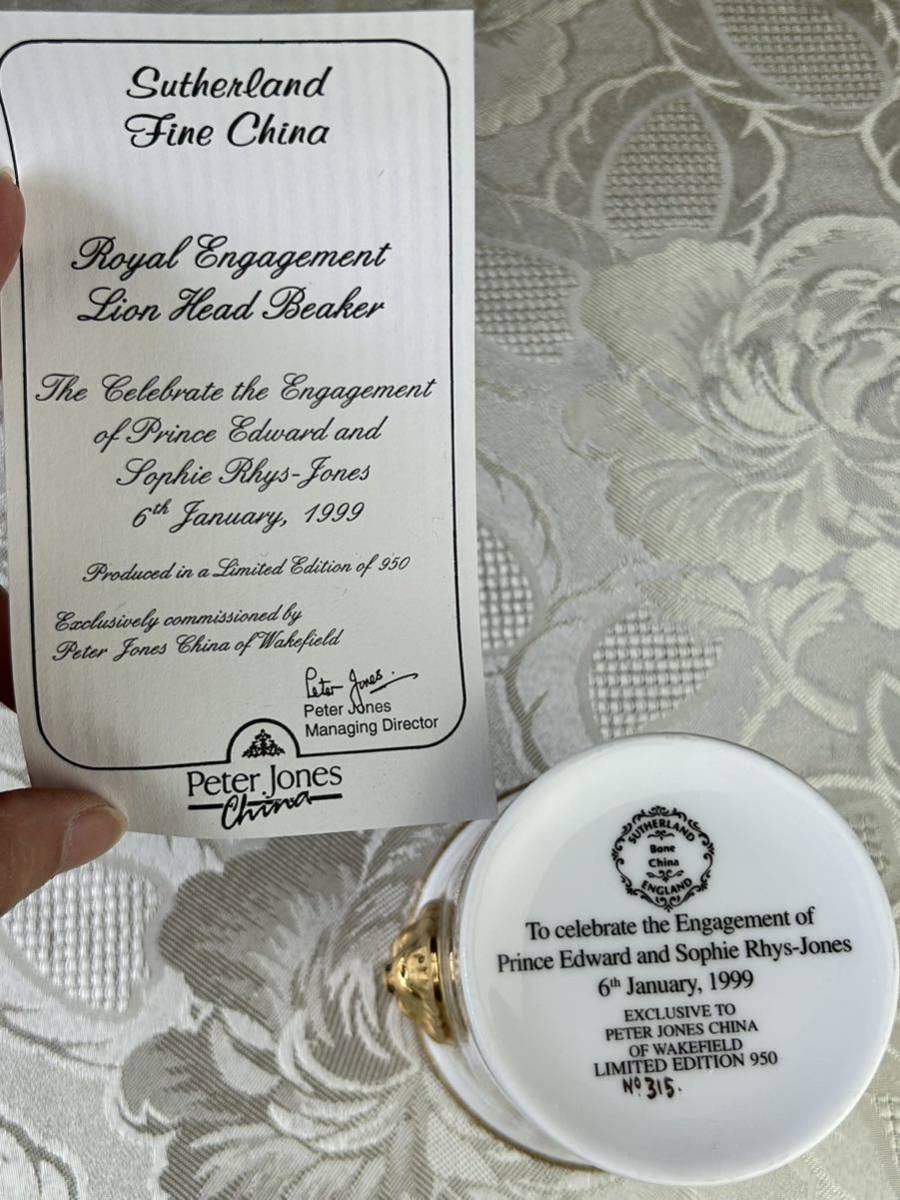 Sutherland
Fine China
Royal Engagement
Lion Head Beaker
The Celebrate the Engagement
of Prince Edward and
Sophie Rhys-Jones
6th January, 1999
Produced in a Limited Edition of 950
Exclusively commissioned by
Peter Jones China of Wakefield
Peter Jones.
Peter Jones
Managing Director
Peter Jones
China
SUTHERLAND
Bone
China
ENGLAND
To celebrate the Engagement of
Prince Edward and Sophie Rhys-Jones
6th January, 1999
EXCLUSIVE TO
PETER JONES CHINA
OF WAKEFIELD
LIMITED EDITION 950
No. 315.